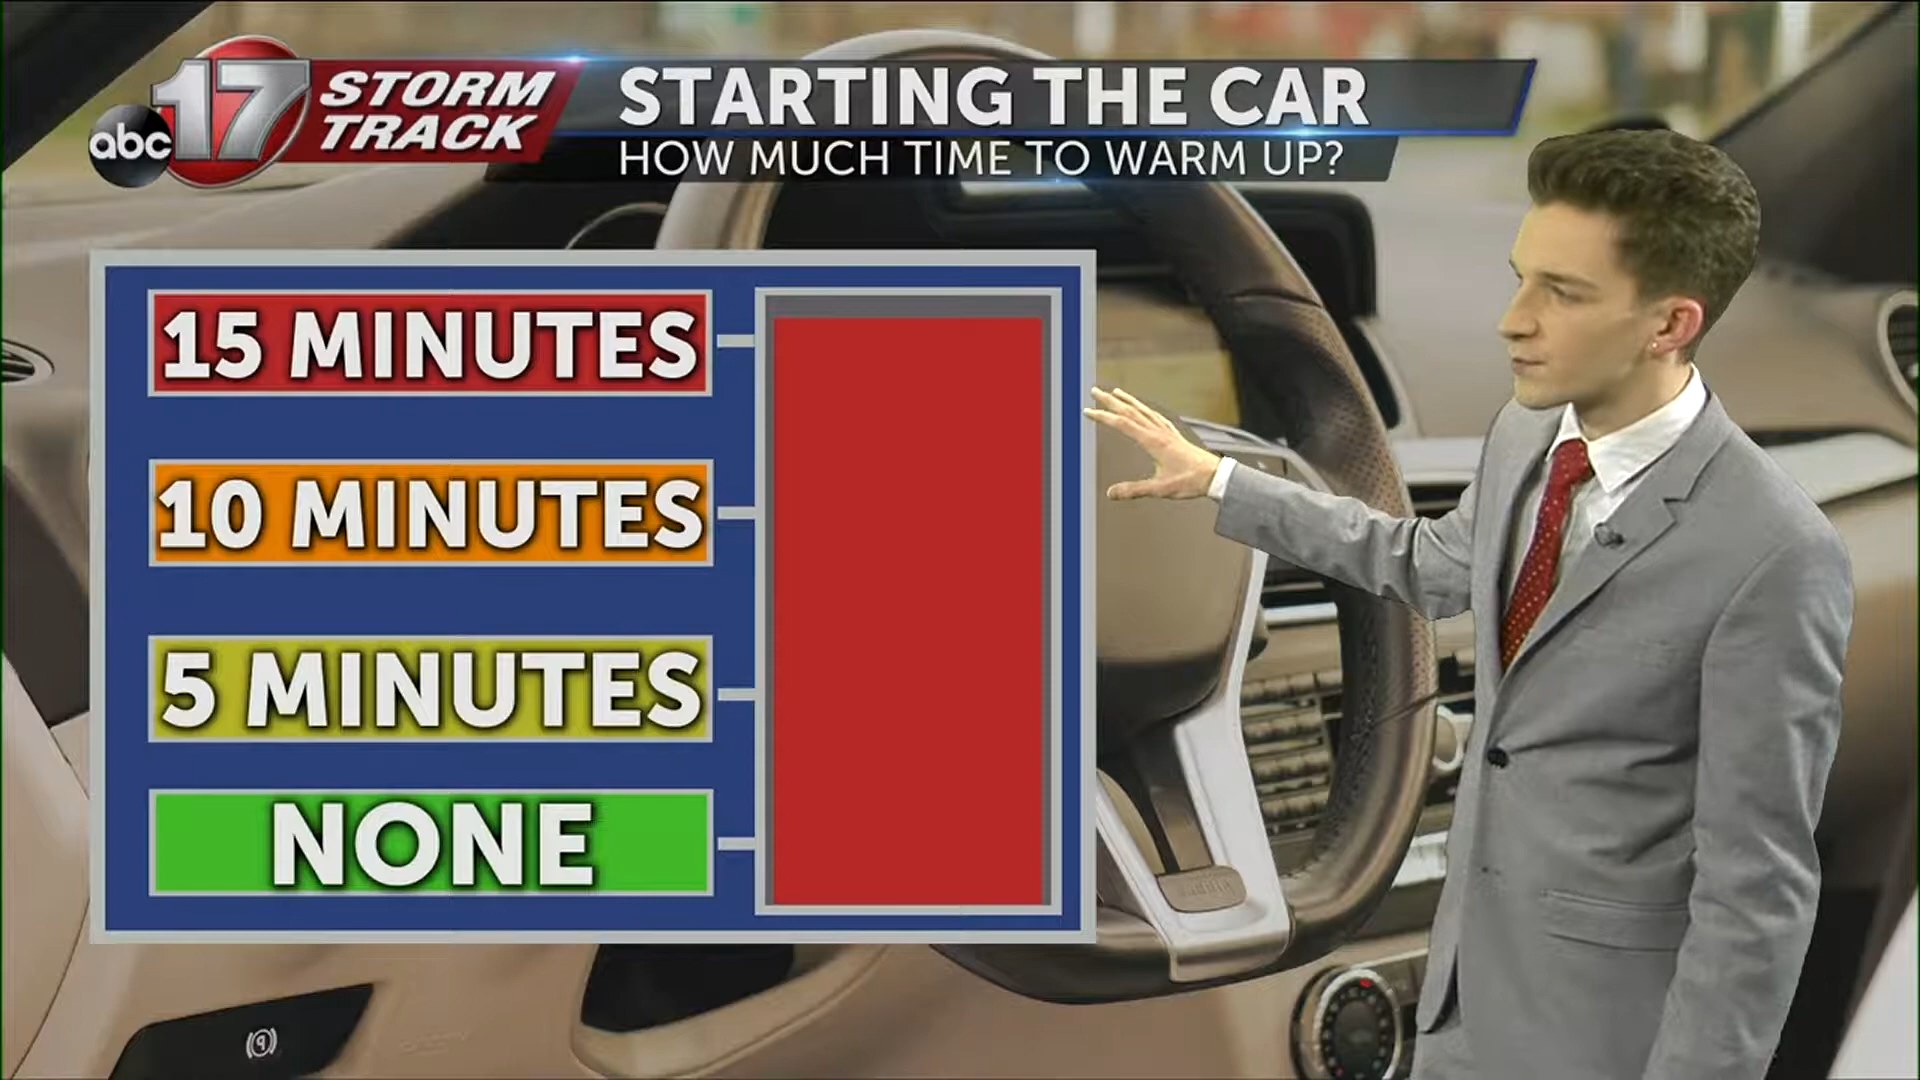 abc 17 STORM TRACK
STARTING THE CAR
HOW MUCH TIME TO WARM UP?
15 MINUTES
10 MINUTES
5 MINUTES
NONE